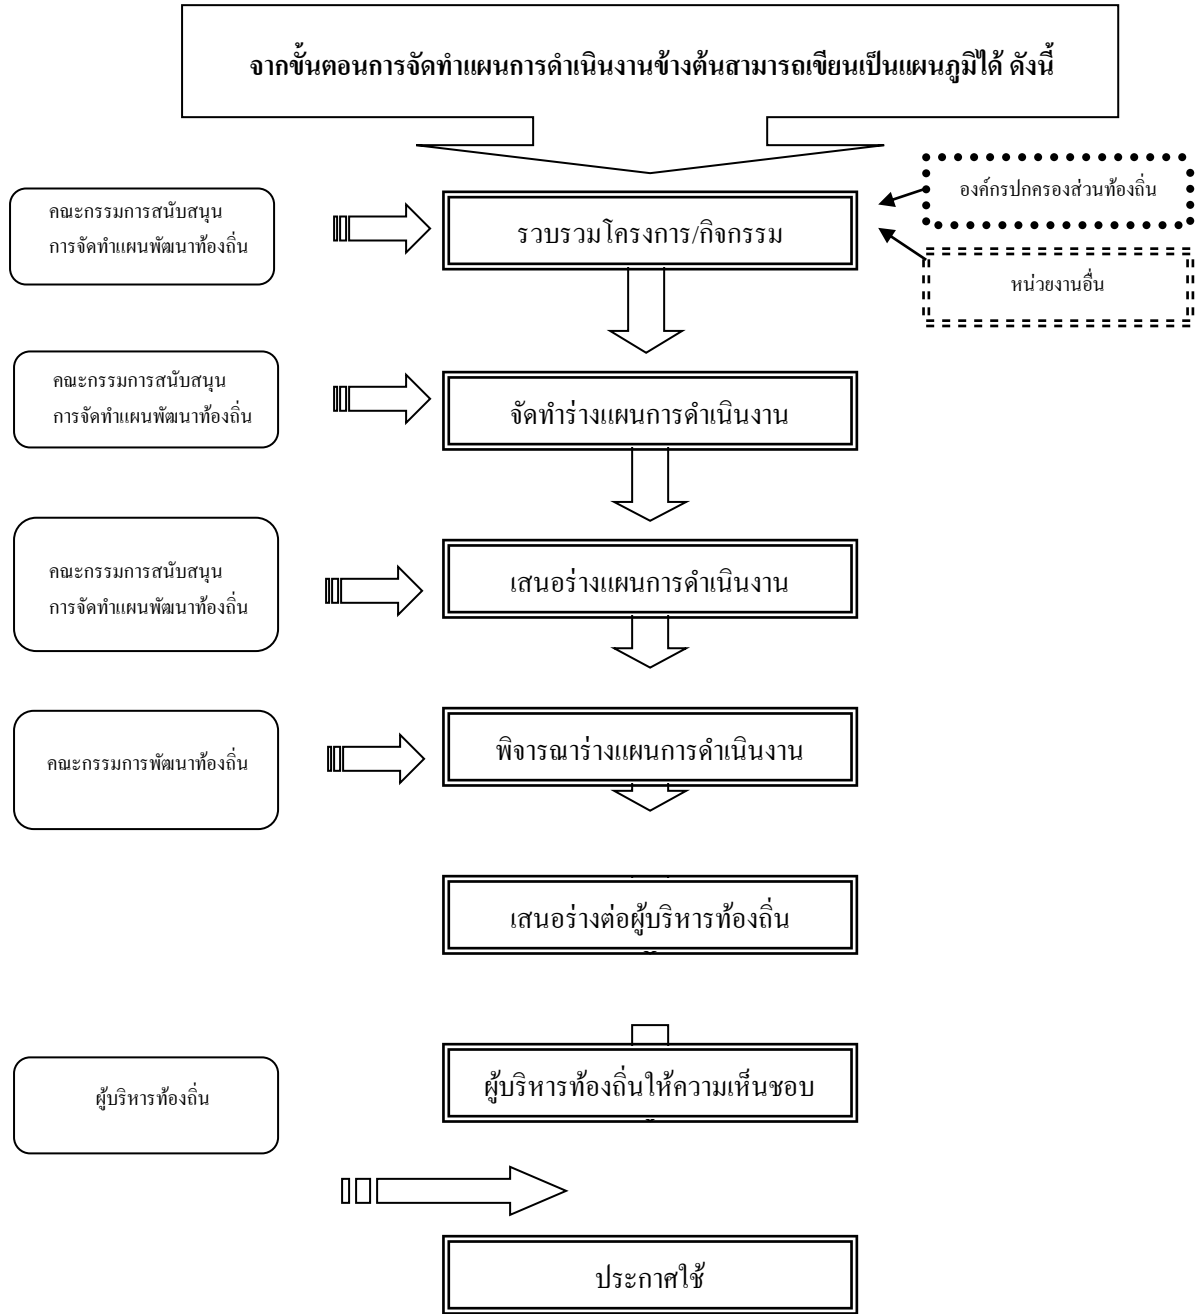 จากขั้นตอนการจัดทำแผนการดำเนินงานข้างต้นสามารถเขียนเป็นแผนภูมิได้ ดังนี้
องค์กรปกครองส่วนท้องถิ่น
คณะกรรมการสนับสนุน
การจัดทำแผนพัฒนาท้องถิ่น
รวบรวมโครงการ/กิจกรรม
หน่วยงานอื่น
คณะกรรมการสนับสนุน
การจัดทำแผนพัฒนาท้องถิ่น
จัดทำร่างแผนการดำเนินงาน
คณะกรรมการสนับสนุน
การจัดทำแผนพัฒนาท้องถิ่น
เสนอร่างแผนการดำเนินงาน
คณะกรรมการพัฒนาท้องถิ่น
พิจารณาร่างแผนการดำเนินงาน
เสนอร่างต่อผู้บริหารท้องถิ่น
ผู้บริหารท้องถิ่น
ผู้บริหารท้องถิ่นให้ความเห็นชอบ
ประกาศใช้